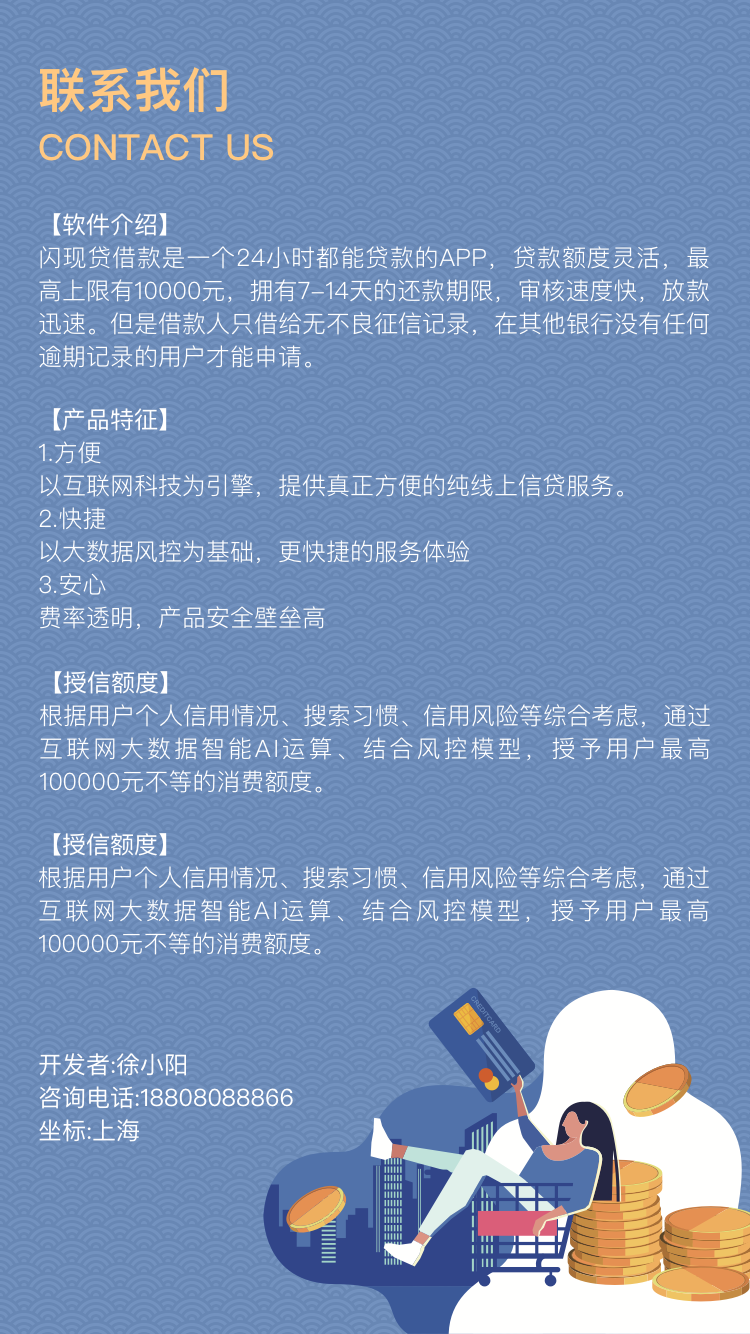 联系我们
CONTACT US
【软件介绍】
闪现贷借款是一个24小时都能贷款的APP，贷款额度灵活，最
高上限有10000元，拥有7-14天的还款期限，审核速度快，放款
迅速。但是借款人只借给无不良征信记录，在其他银行没有任何
逾期记录的用户才能申请。
【产品特征】
1.方便
以互联网科技为引擎，提供真正方便的纯线上信贷服务。
2.快捷
以大数据风控为基础，更快捷的服务体验
3.安心
费率透明，产品安全壁垒高
【授信额度】
根据用户个人信用情况、搜索习惯、信用风险等综合考虑，通过
互联网大数据智能AI运算、结合风控模型，授予用户最高
100000元不等的消费额度。
【授信额度】
根据用户个人信用情况、搜索习惯、信用风险等综合考虑，通过
互联网大数据智能AI运算、结合风控模型，授予用户最高
100000元不等的消费额度。
CREDITCARD
开发者:徐小阳
咨询电话:18808088866
坐标:上海